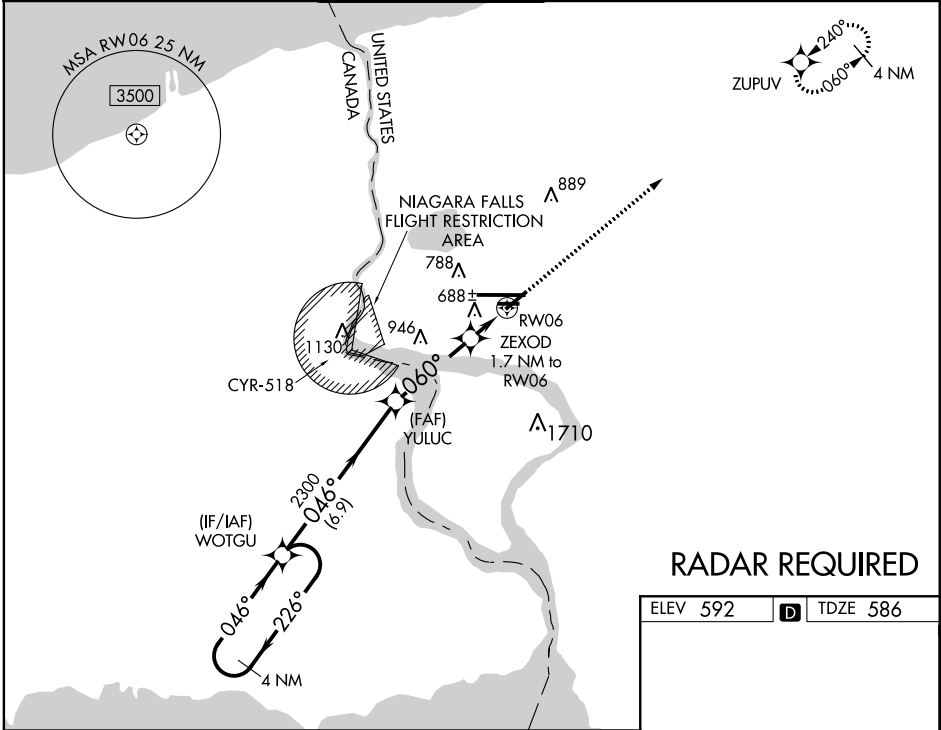 MSA RW06 25 NM
3500
UNITED STATES
CANADA
240°
060°
4 NM
ZUPUV
889
NIAGARA FALLS
FLIGHT RESTRICTION
AREA
788
688±
946
1130
RW06
ZEXOD
1.7 NM to
RW06
CYR-518
060°
(FAF)
YULUC
1710
2300
046°
(6.9)
(IF/IAF)
WOTGU
046°
226°
4 NM
RADAR REQUIRED
ELEV 592 D TDZE 586